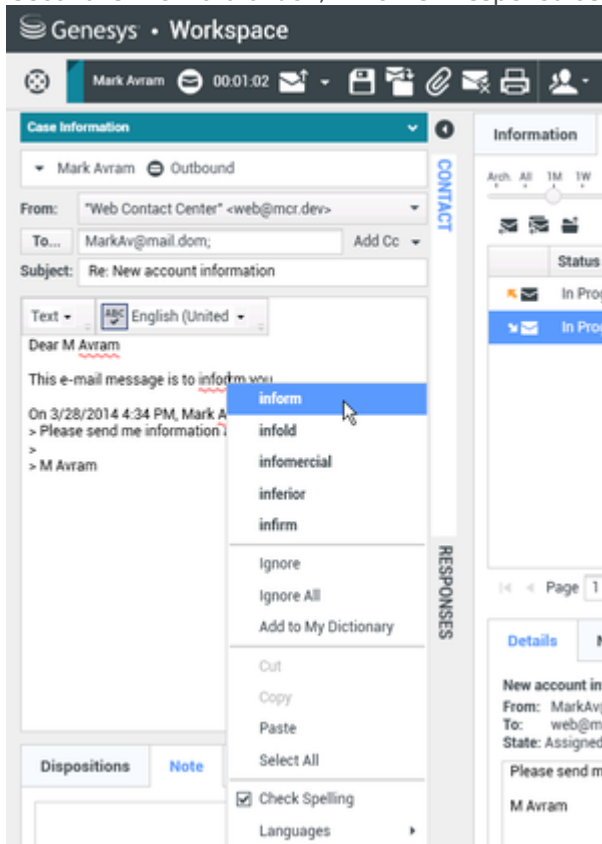 Genesys • Workspace
Mark Avram 00:01:02
Case Information
Mark Avram Outbound
From: "Web Contact Center" <web@mcr.dev>
To... MarkAv@mail.dom; Add Cc
Subject: Re: New account information
Text ABC English (United
Dear M Avram
This e-mail message is to infofrm you
On 3/28/2014 4:34 PM, Mark A
> Please send me information
>
> M Avram
inform
infold
infomercial
inferior
infirm
Ignore
Ignore All
Add to My Dictionary
Cut
Copy
Paste
Select All
Check Spelling
Languages
Dispositions Note
CONTACT
RESPONSES
Information
Arch. All 1M 1W
Status
In Prog
In Prog
Page 1
Details
New account in
From: MarkAv
To: web@m
State: Assigned
Please send m
M Avram